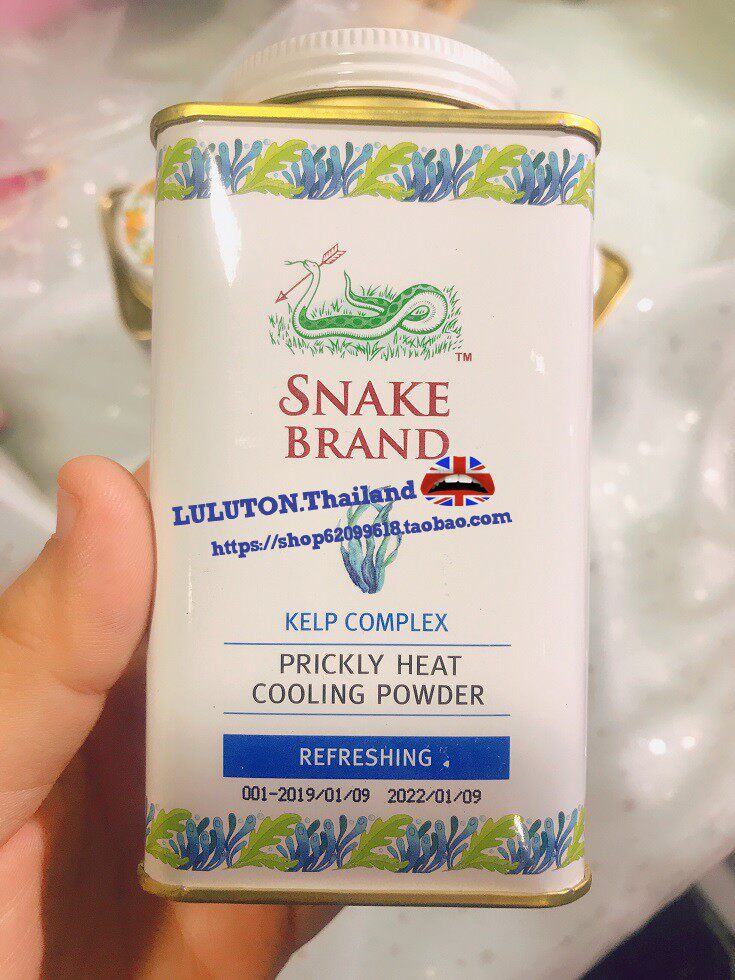 TM
SNAKE
BRAND
LULUTON.Thailand
https://shop62099618.taobao.com
KELP COMPLEX
PRICKLY HEAT
COOLING POWDER
REFRESHING
001-2019/01/09 2022/01/09